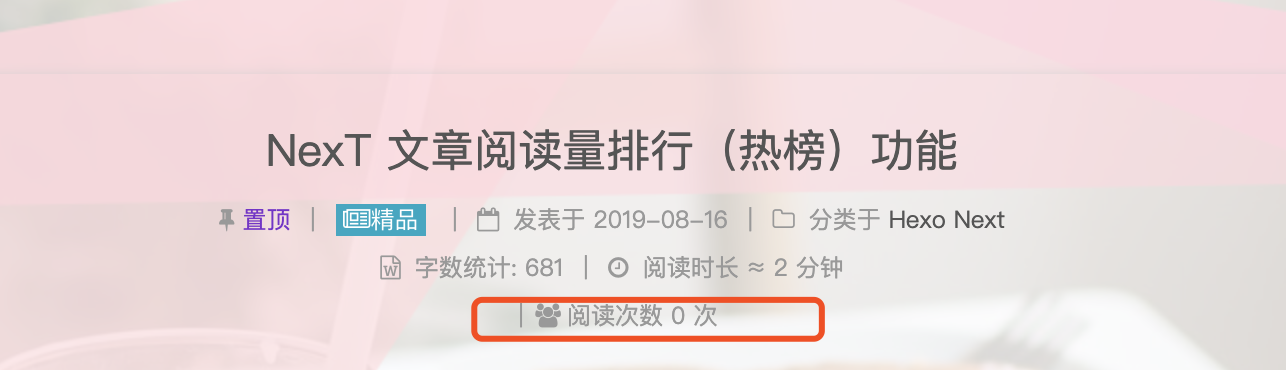 NexT 文章阅读量排行（热榜）功能
置顶 | 精品 | 发表于 2019-08-16 | 分类于 Hexo Next
字数统计: 681 | 阅读时长 ≈ 2 分钟
| 阅读次数 0 次